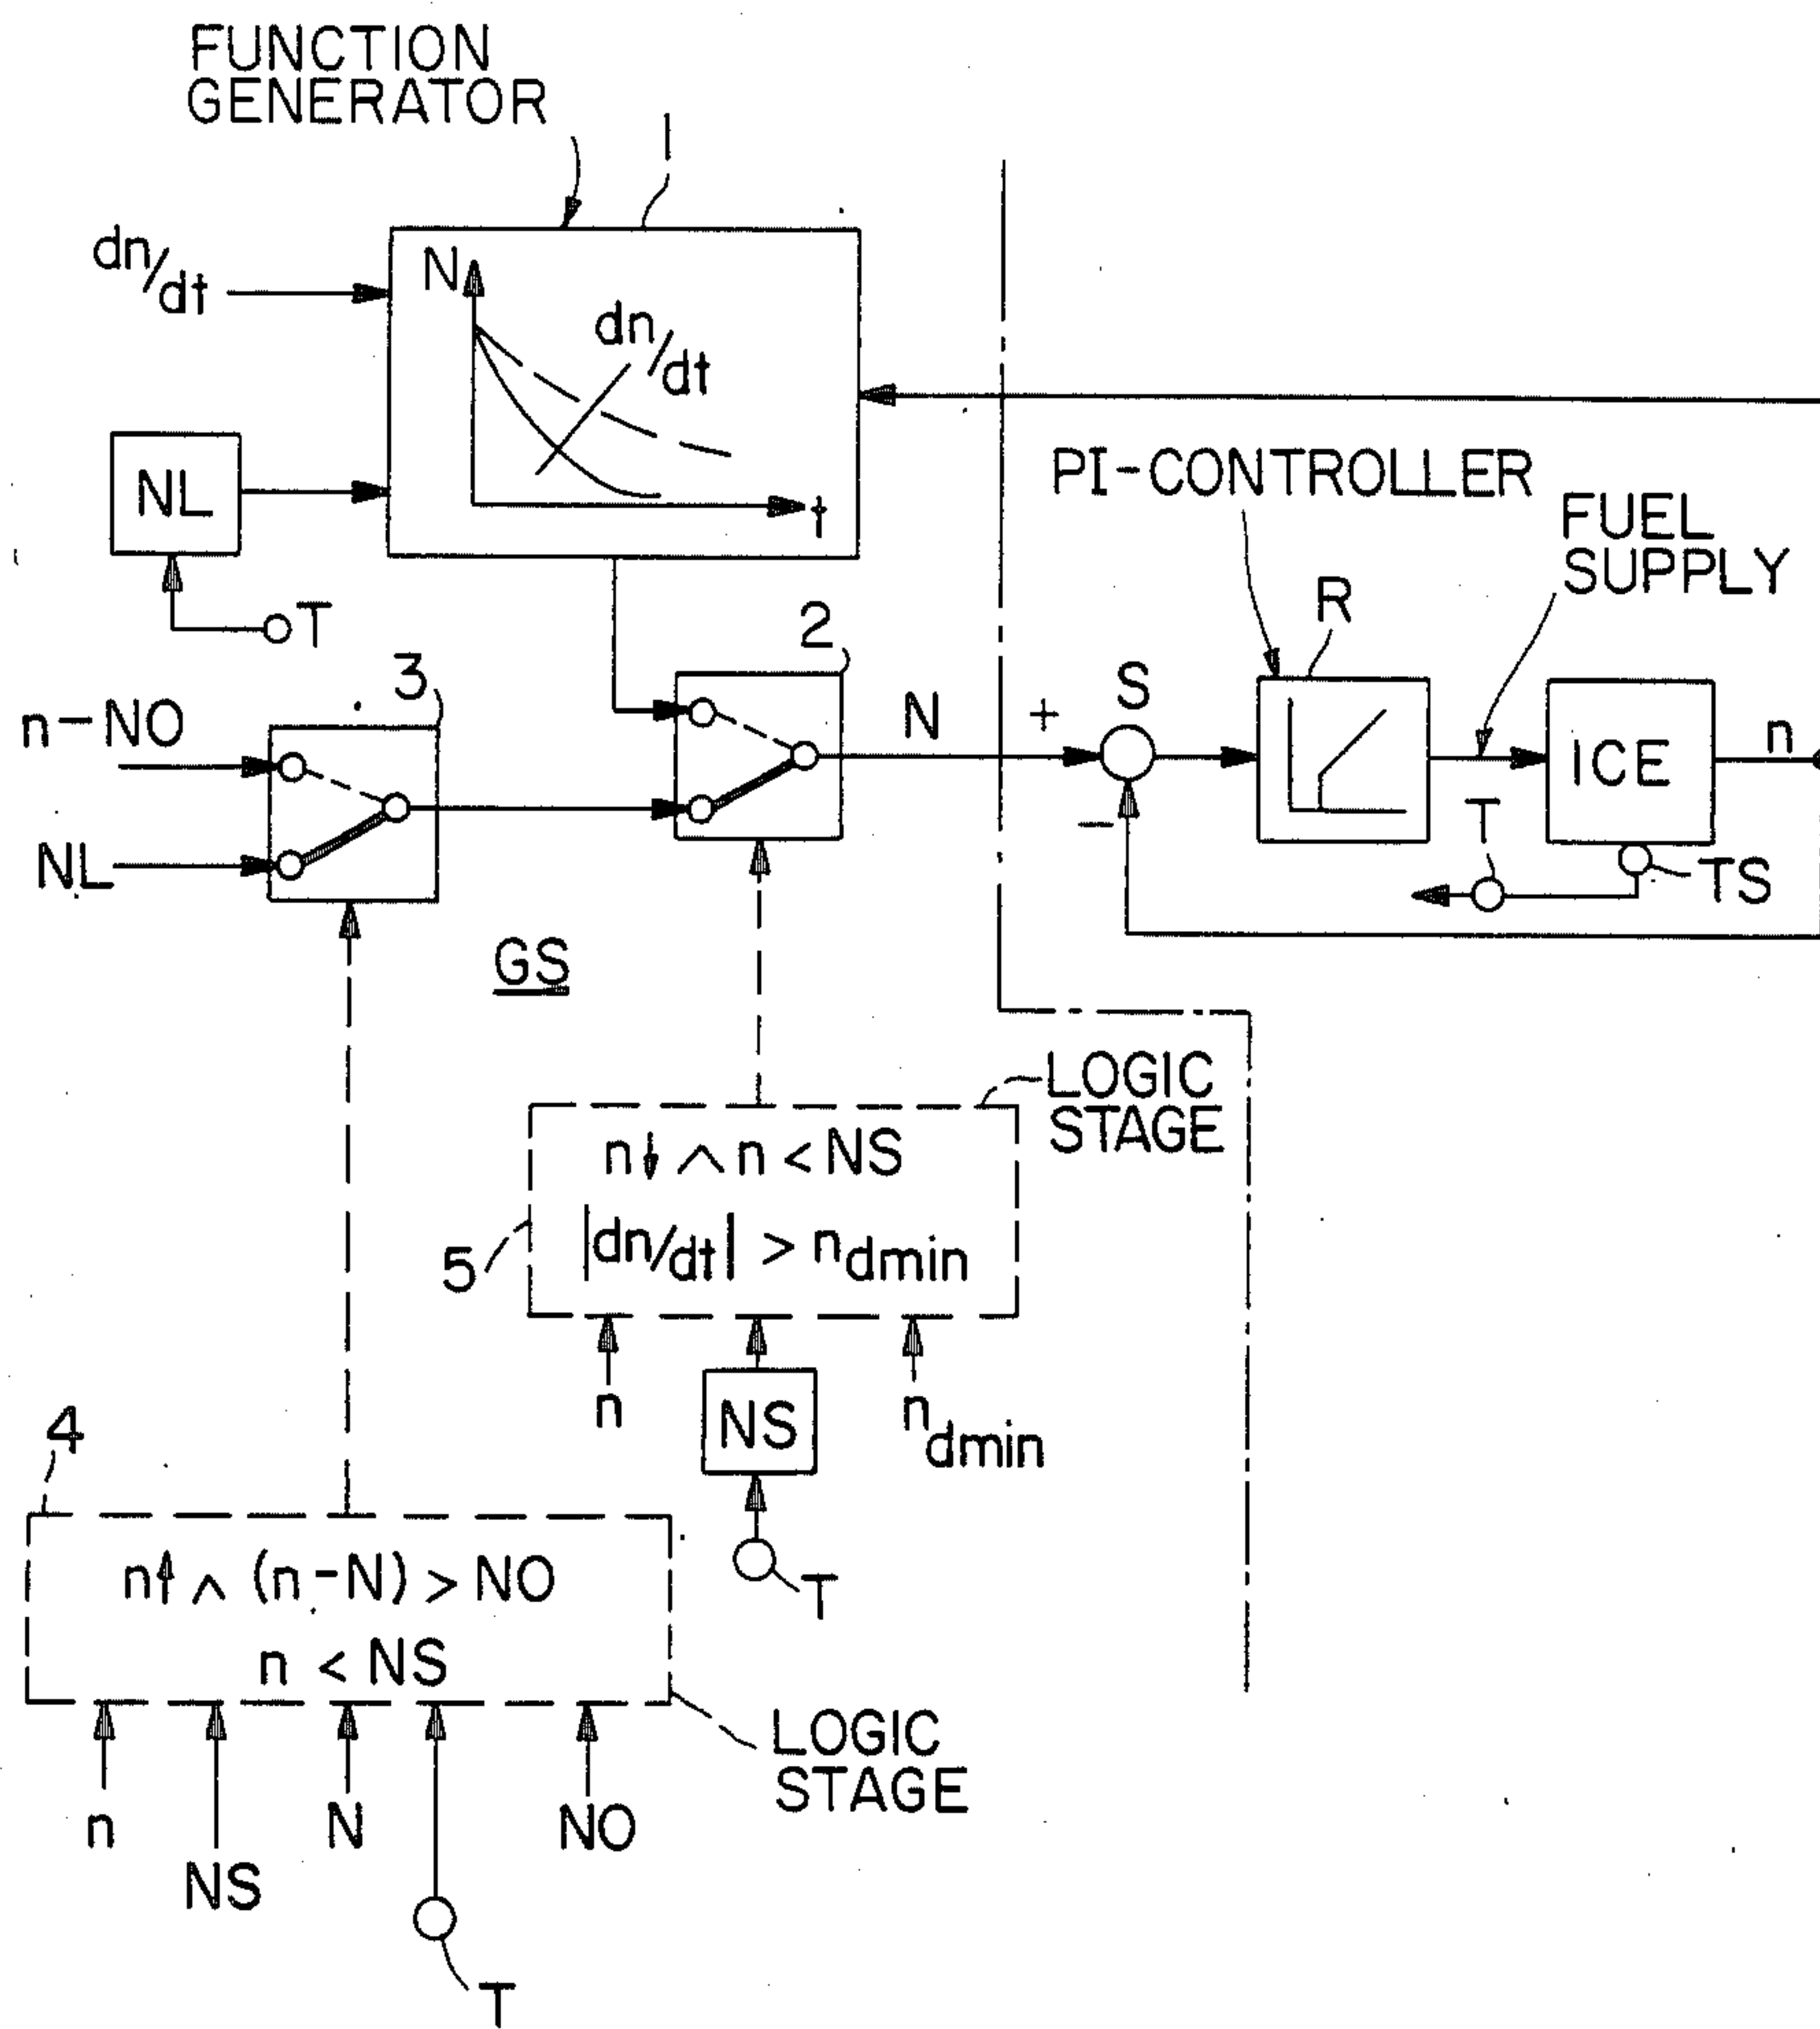 FUNCTION
GENERATOR
1
dn/dt
N
dn/dt
t
NL
T
PI-CONTROLLER
FUEL
SUPPLY
R
2
3
n-NO
NL
N
+
S
-
ICE
n
T
TS
GS
LOGIC
STAGE
n↓ ∧ n < NS
|dn/dt| > ndmin
5
n
NS
ndmin
T
4
n↑ ∧ (n-N) > NO
n < NS
LOGIC
STAGE
n
NS
N
NO
T